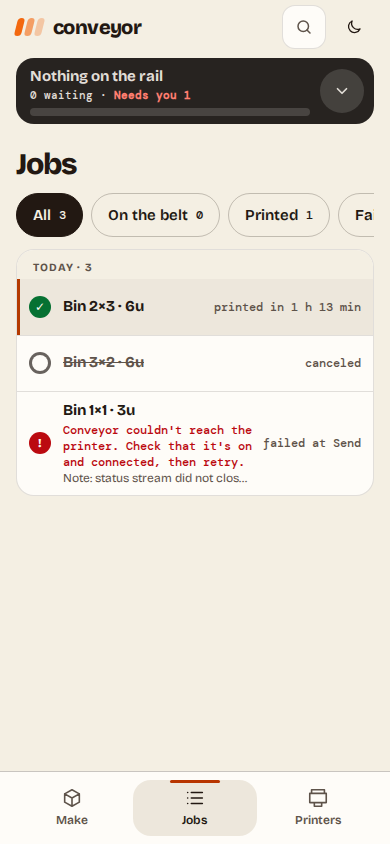 conveyor
Nothing on the rail
0 waiting · Needs you 1
Jobs
All 3
On the belt 0
Printed 1
Fa
TODAY · 3
Bin 2×3 · 6u
printed in 1 h 13 min
Bin 3×2 · 6u
canceled
Bin 1×1 · 3u
Conveyor couldn't reach the
printer. Check that it's on
and connected, then retry.
failed at Send
Note: status stream did not clos…
Make
Jobs
Printers